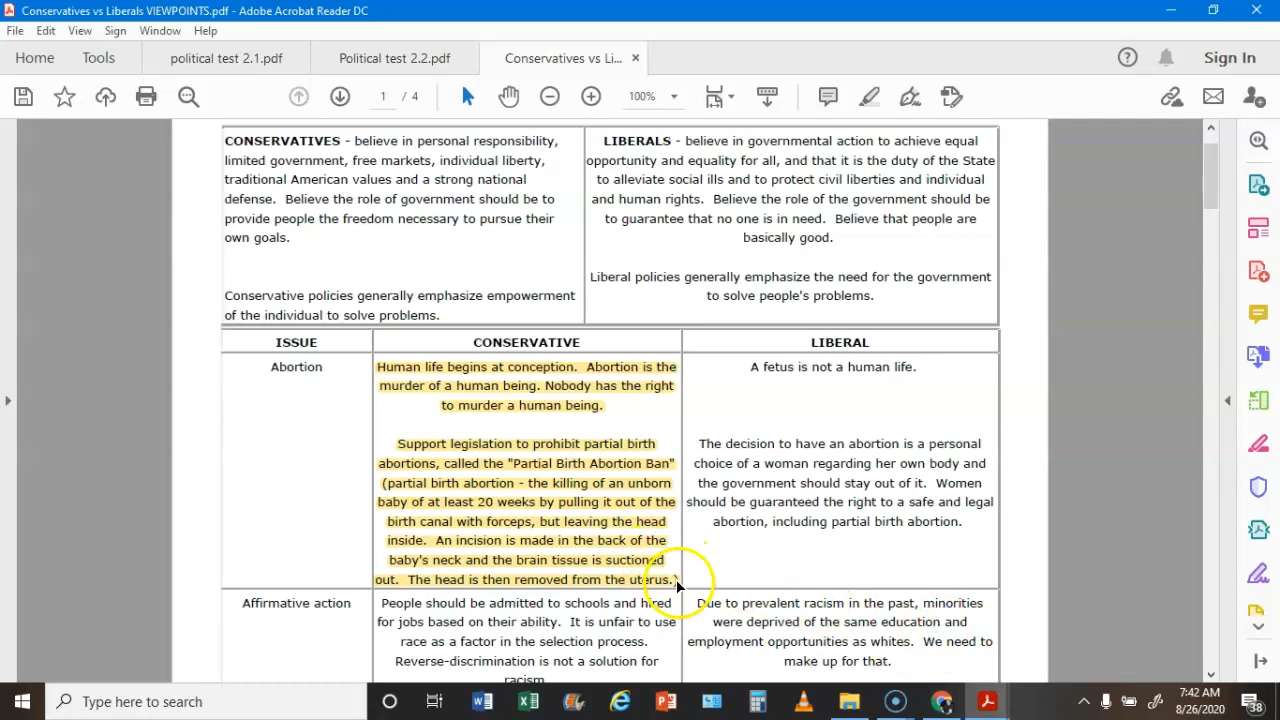 Conservatives vs Liberals VIEWPOINTS.pdf - Adobe Acrobat Reader DC
File Edit View Sign Window Help
Home Tools political test 2.1.pdf Political test 2.2.pdf Conservatives vs Li... Sign In
1 / 4 100%
CONSERVATIVES - believe in personal responsibility,
limited government, free markets, individual liberty,
traditional American values and a strong national
defense. Believe the role of government should be to
provide people the freedom necessary to pursue their
own goals.
Conservative policies generally emphasize empowerment
of the individual to solve problems.
LIBERALS - believe in governmental action to achieve equal
opportunity and equality for all, and that it is the duty of the State
to alleviate social ills and to protect civil liberties and individual
and human rights. Believe the role of the government should be
to guarantee that no one is in need. Believe that people are
basically good.
Liberal policies generally emphasize the need for the government
to solve people's problems.
ISSUE CONSERVATIVE LIBERAL
Abortion
Human life begins at conception. Abortion is the
murder of a human being. Nobody has the right
to murder a human being.
Support legislation to prohibit partial birth
abortions, called the "Partial Birth Abortion Ban"
(partial birth abortion - the killing of an unborn
baby of at least 20 weeks by pulling it out of the
birth canal with forceps, but leaving the head
inside. An incision is made in the back of the
baby's neck and the brain tissue is suctioned
out. The head is then removed from the uterus.)
A fetus is not a human life.
The decision to have an abortion is a personal
choice of a woman regarding her own body and
the government should stay out of it. Women
should be guaranteed the right to a safe and legal
abortion, including partial birth abortion.
Affirmative action
People should be admitted to schools and hired
for jobs based on their ability. It is unfair to use
race as a factor in the selection process.
Reverse-discrimination is not a solution for
racism
Due to prevalent racism in the past, minorities
were deprived of the same education and
employment opportunities as whites. We need to
make up for that.
Type here to search
7:42 AM
8/26/2020
38